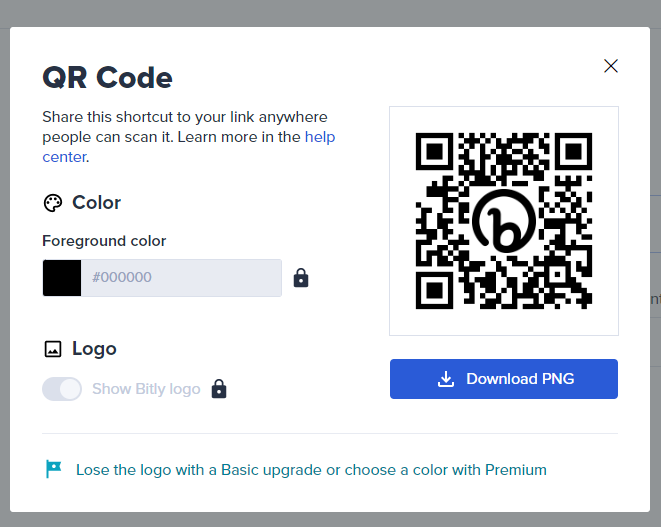 QR Code
Share this shortcut to your link anywhere
people can scan it. Learn more in the help
center.
Color
Foreground color
#000000
Logo
Show Bitly logo
b
Download PNG
Lose the logo with a Basic upgrade or choose a color with Premium